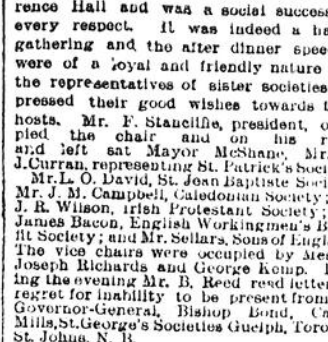 rence Hall and was a social success
every respect. It was indeed a ha
gathering and the after dinner spee
were of a loyal and friendly nature
the representatives of sister societies
pressed their good wishes towards t
hosts. Mr. F. Stancliffe, president, o
pied the chair and on his r
and left sat Mayor McShane, Mr.
J. Curran, representing St. Patrick's Soci
Mr. L. O. David, St. Jean Baptiste Soci
Mr. J. M. Campbell, Caledonian Society;
J. R. Wilson, Irish Protestant Society;
James Bacon, English Workingmen's B
fit Society; and Mr. Sellars, Sons of Engl
The vice chairs were occupied by Mes
Joseph Richards and George Kemp. 
ing the evening Mr. B. Reed read letter
regret for inability to be present from
Governor-General, Bishop Bond, Ca
Mills, St. George's Societies Guelph, Toro
St. Johns, N. B.